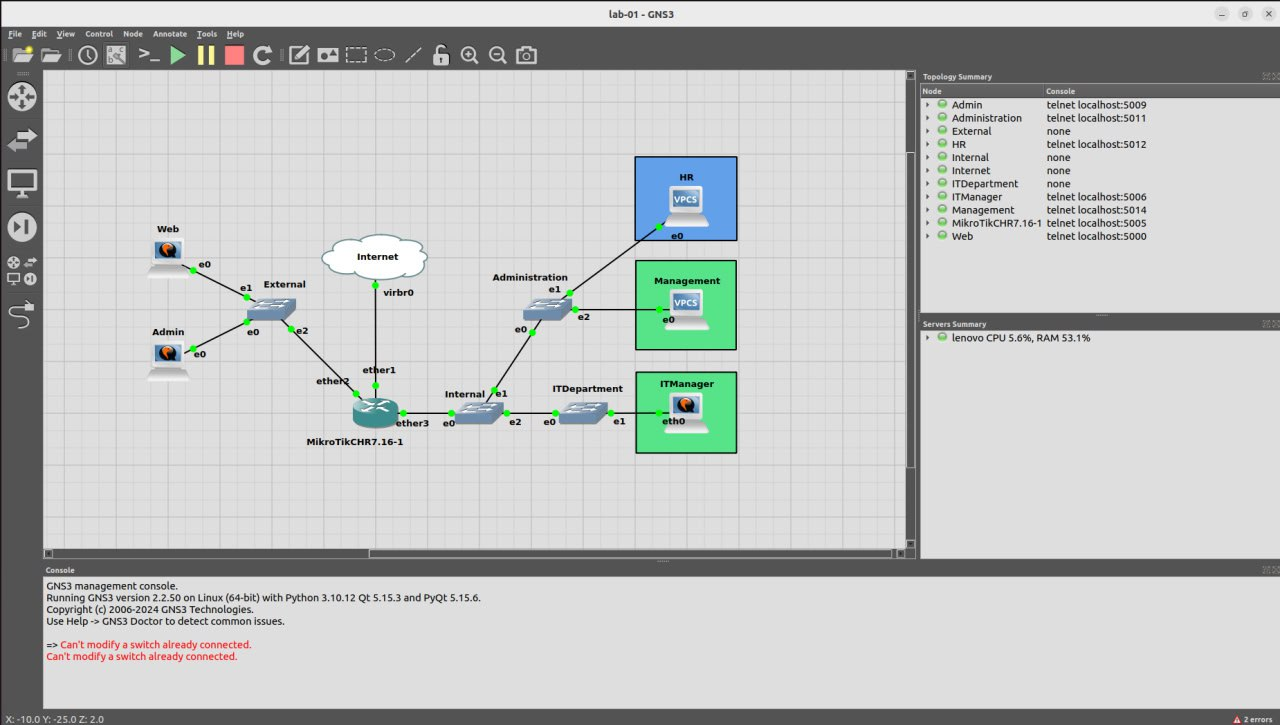 lab-01 - GNS3
File Edit View Control Node Annotate Tools Help
Topology Summary
Node Console
Admin telnet localhost:5009
Administration telnet localhost:5011
External none
HR telnet localhost:5012
Internal none
Internet none
ITDepartment none
ITManager telnet localhost:5006
Management telnet localhost:5014
MikroTikCHR7.16-1 telnet localhost:5005
Web telnet localhost:5000
Servers Summary
lenovo CPU 5.6%, RAM 53.1%
HR
VPCS
e0
Web
e0
Internet
virbr0
e1
External
e0
e2
Admin
e0
Administration
e1
e2
e0
Management
VPCS
e0
ether2
ether1
ether3
MikroTikCHR7.16-1
Internal
e1
e0
e2
ITDepartment
e0
e1
ITManager
eth0
Console
GNS3 management console.
Running GNS3 version 2.2.50 on Linux (64-bit) with Python 3.10.12 Qt 5.15.3 and PyQt 5.15.6.
Copyright (c) 2006-2024 GNS3 Technologies.
Use Help -> GNS3 Doctor to detect common issues.
=> Can't modify a switch already connected.
Can't modify a switch already connected.
X: -10.0 Y: -25.0 Z: 2.0
2 errors